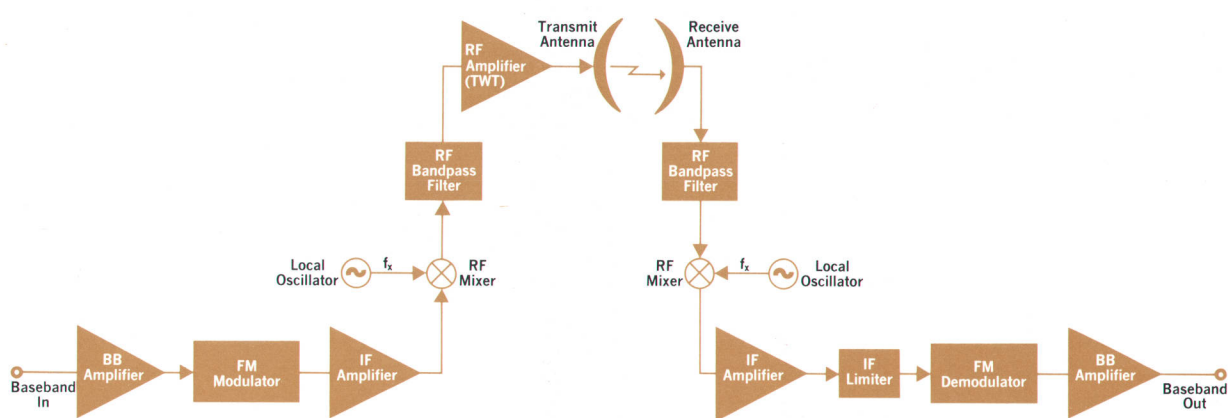 Transmit
Antenna
Receive
Antenna
RF
Amplifier
(TWT)
RF
Bandpass
Filter
RF
Bandpass
Filter
Local
Oscillator
fx
RF
Mixer
RF
Mixer
fx
Local
Oscillator
Baseband
In
BB
Amplifier
FM
Modulator
IF
Amplifier
IF
Amplifier
IF
Limiter
FM
Demodulator
BB
Amplifier
Baseband
Out